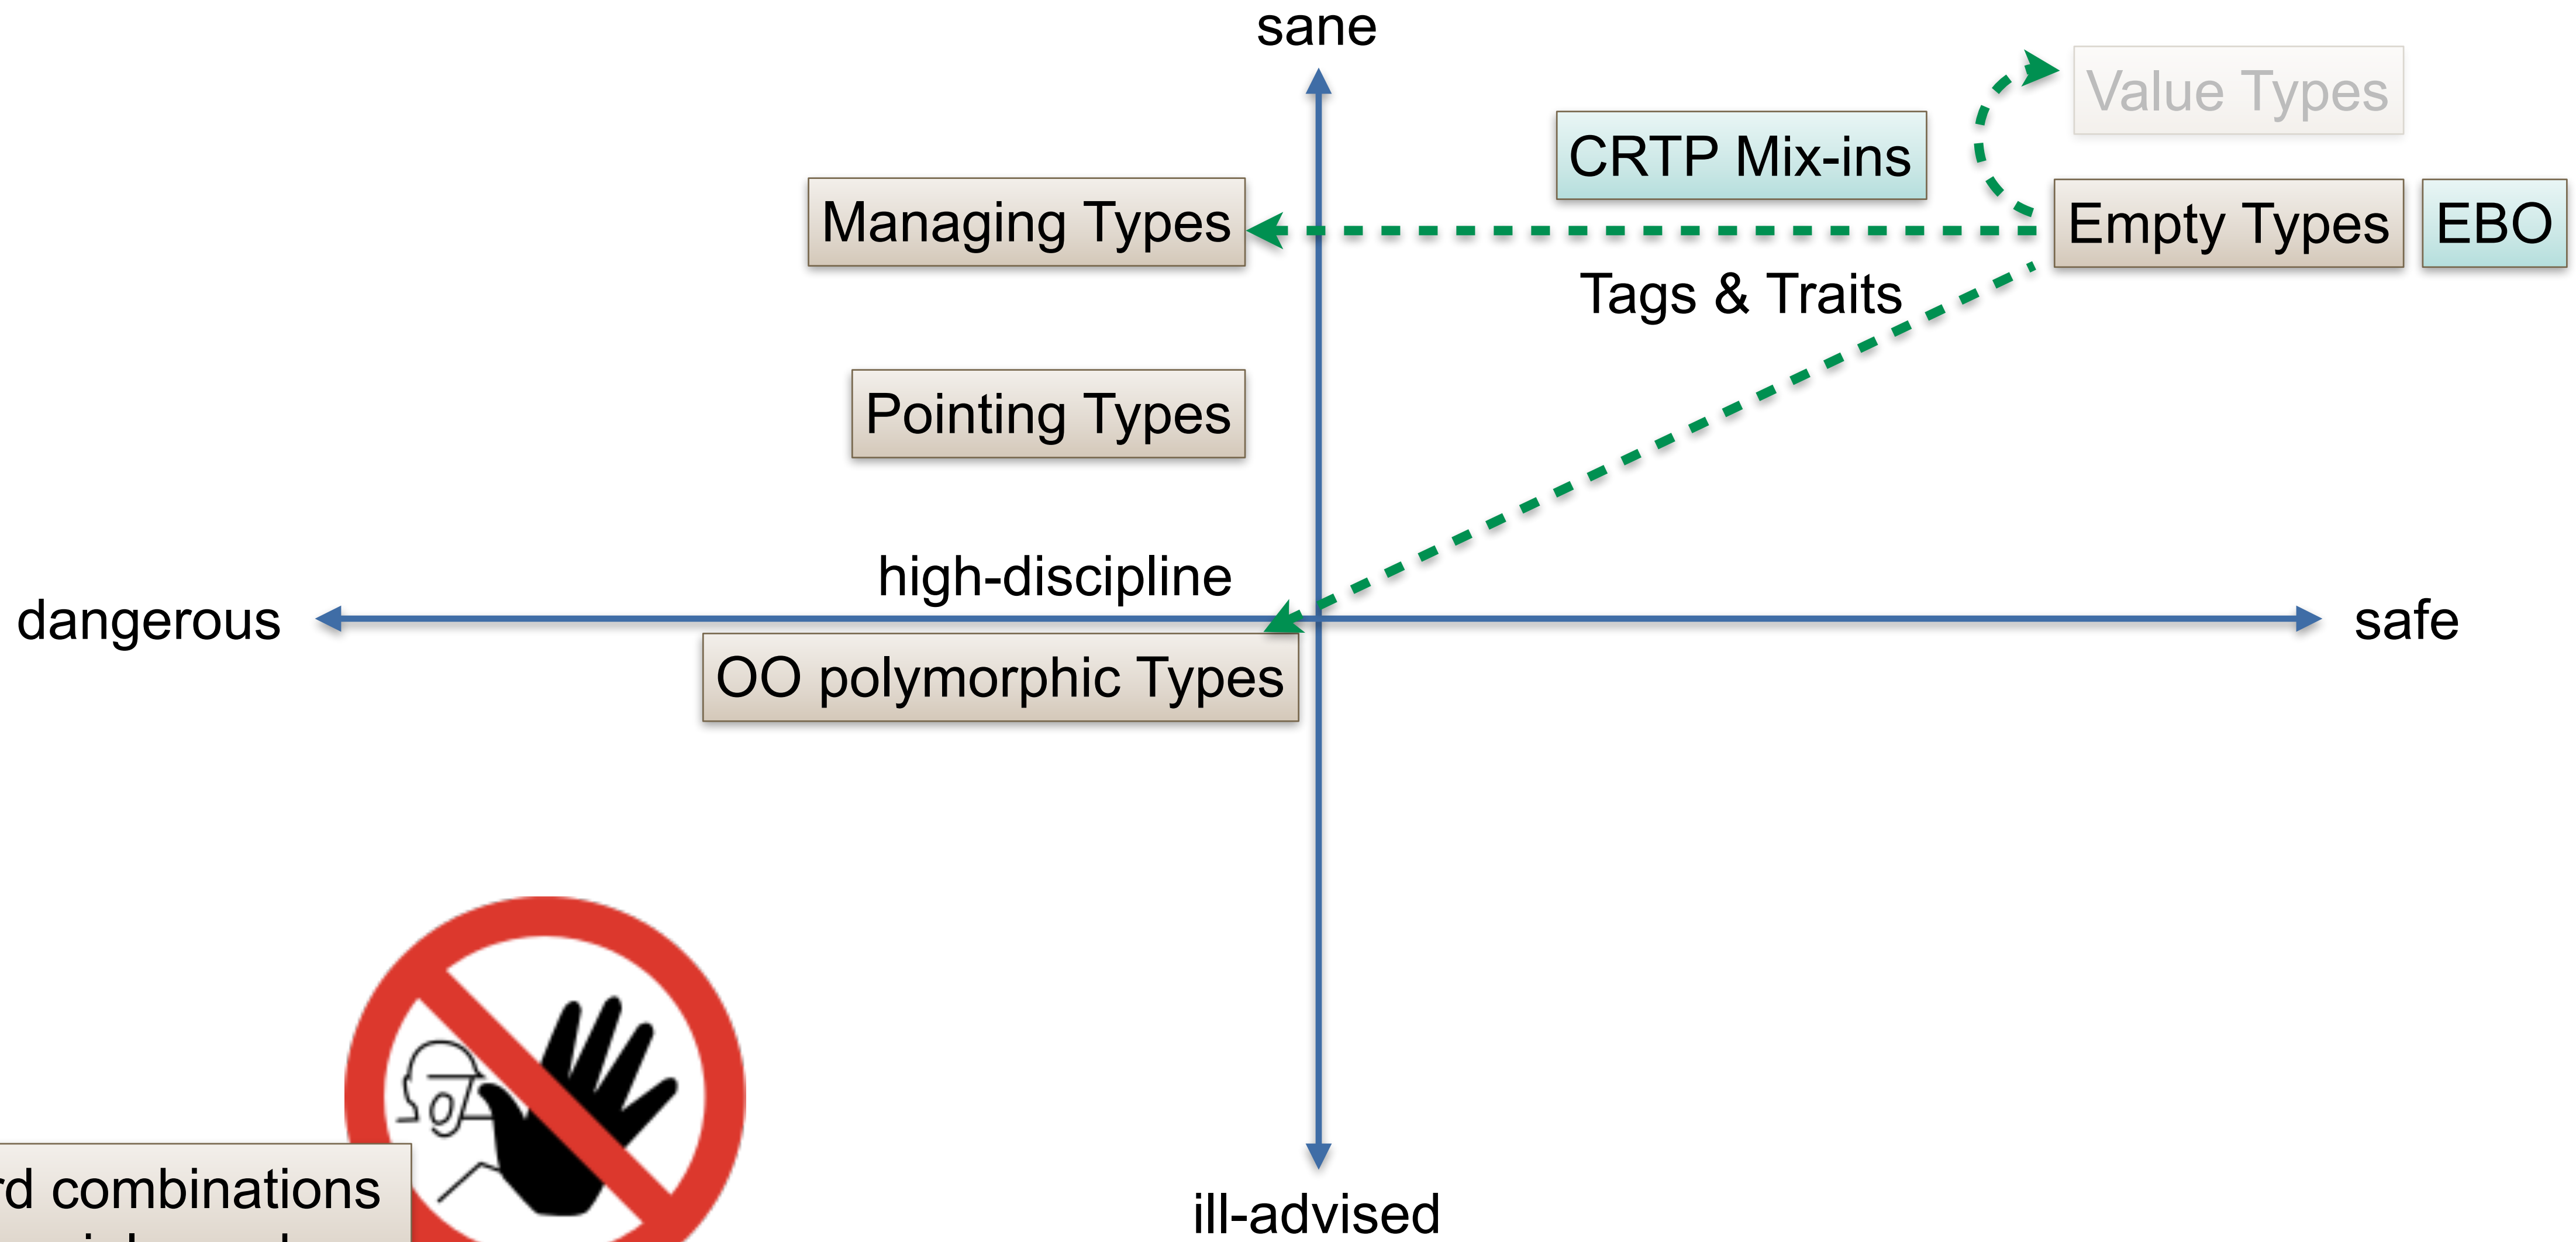 sane
Value Types
CRTP Mix-ins
Managing Types
Empty Types
EBO
Tags & Traits
Pointing Types
high-discipline
dangerous
safe
OO polymorphic Types
combinations
ill-advised